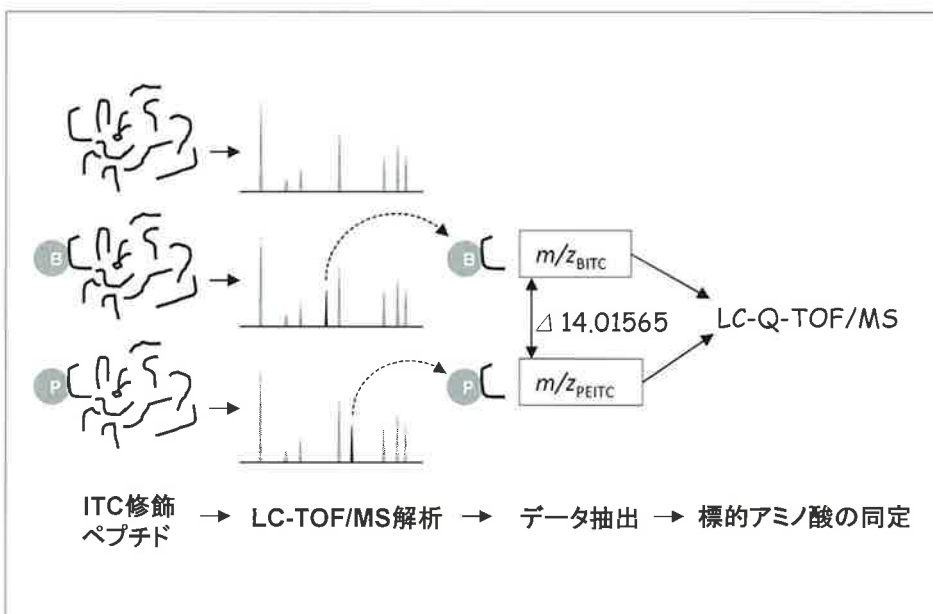 B
B
m/zBITC
Δ 14.01565
LC-Q-TOF/MS
P
P
m/zPEITC
ITC修飾
ペプチド
LC-TOF/MS解析
データ抽出
標的アミノ酸の同定